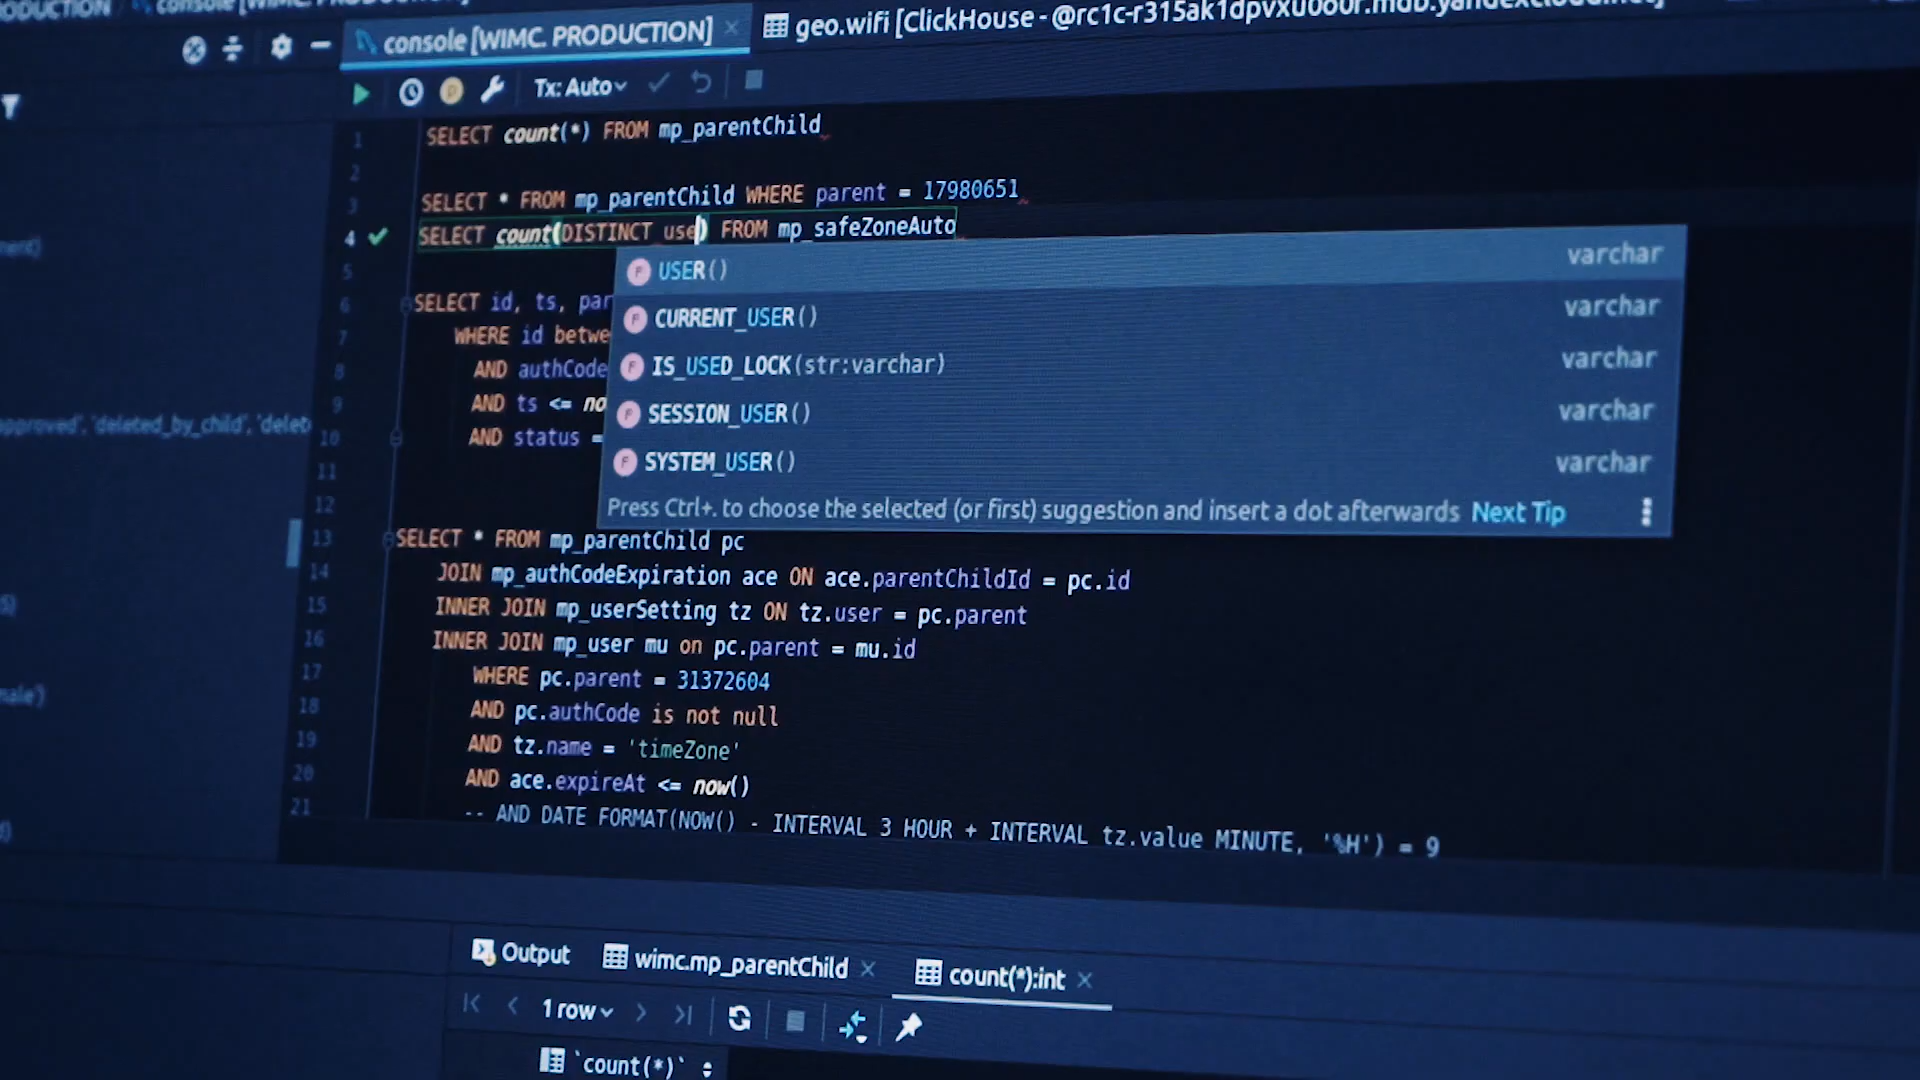 console [WIMC. PRODUCTION]
geo.wifi [ClickHouse -
Tx: Auto
1 SELECT count(*) FROM mp_parentChild
2
3 SELECT * FROM mp_parentChild WHERE parent = 17980651
4 SELECT count(DISTINCT use) FROM mp_safeZoneAuto
USER() varchar
5
CURRENT_USER() varchar
6 SELECT id, ts, par
7 WHERE id betwe
IS_USED_LOCK(str:varchar) varchar
8 AND authCode
9 AND ts <= no
SESSION_USER() varchar
approved', 'deleted_by_child', 'delet
10 AND status =
SYSTEM_USER() varchar
11
12
Press Ctrl+. to choose the selected (or first) suggestion and insert a dot afterwards Next Tip
13 SELECT * FROM mp_parentChild pc
14 JOIN mp_authCodeExpiration ace ON ace.parentChildId = pc.id
15 INNER JOIN mp_userSetting tz ON tz.user = pc.parent
16 INNER JOIN mp_user mu on pc.parent = mu.id
17 WHERE pc.parent = 31372604
18 AND pc.authCode is not null
19 AND tz.name = 'timeZone'
20 AND ace.expireAt <= now()
21 -- AND DATE_FORMAT(NOW() - INTERVAL 3 HOUR + INTERVAL tz.value MINUTE, '%H') = 9
Output
wimc.mp_parentChild
count(*):int
1 row
`count(*)`